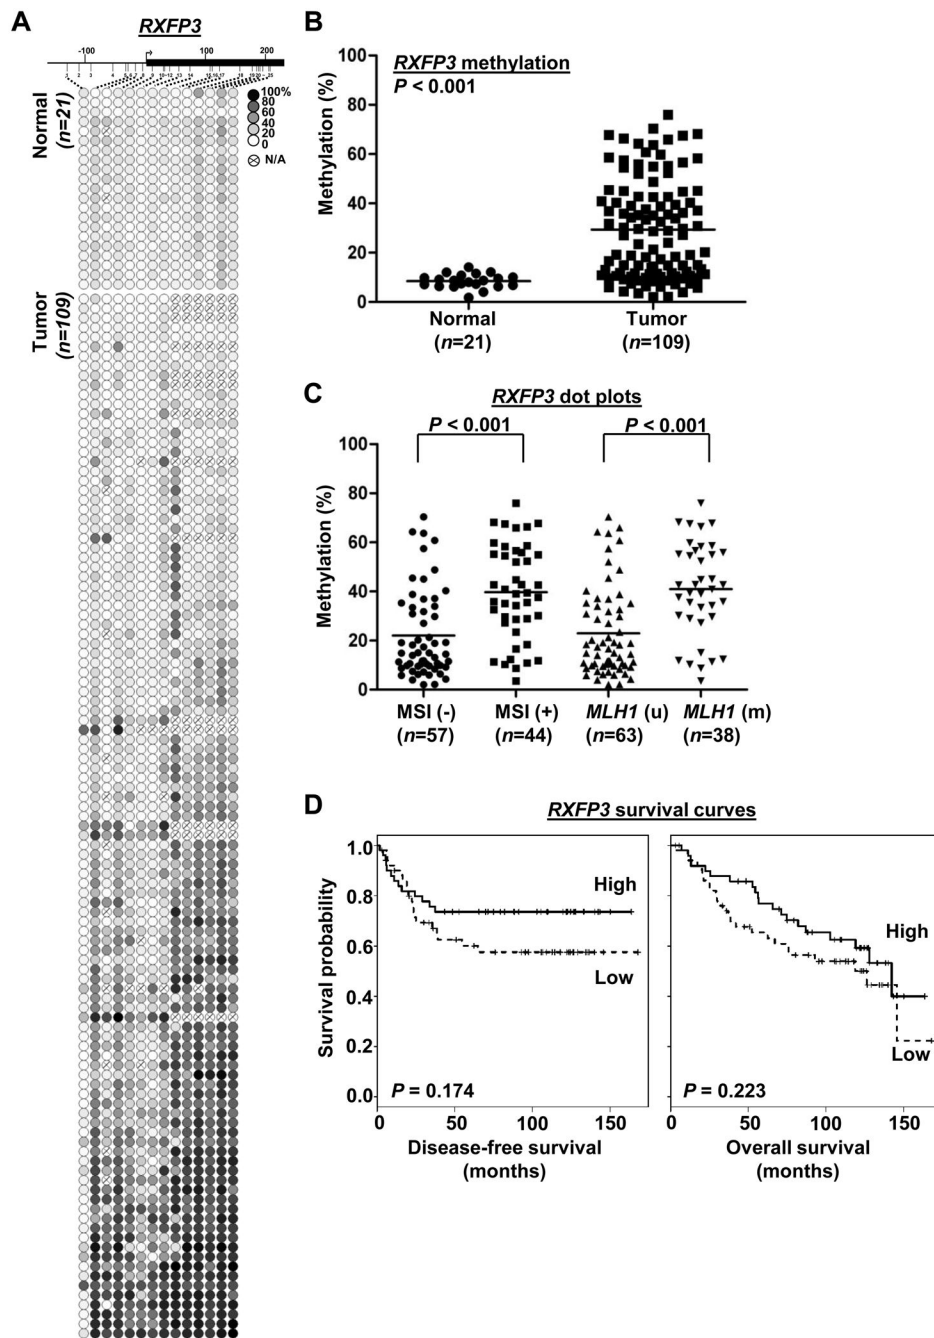 A
RXFP3
-100 100 200
Normal
(n=21)
100%
80
60
40
20
0
N/A
Tumor
(n=109)
B
RXFP3 methylation
P < 0.001
Methylation (%)
100
80
60
40
20
0
Normal
(n=21)
Tumor
(n=109)
C
RXFP3 dot plots
P < 0.001
P < 0.001
Methylation (%)
100
80
60
40
20
0
MSI (-)
(n=57)
MSI (+)
(n=44)
MLH1 (u)
(n=63)
MLH1 (m)
(n=38)
D
RXFP3 survival curves
Survival probability
1.0
0.8
0.6
0.4
0.2
0.0
High
Low
P = 0.174
0 50 100 150
Disease-free survival
(months)
High
Low
P = 0.223
0 50 100 150
Overall survival
(months)